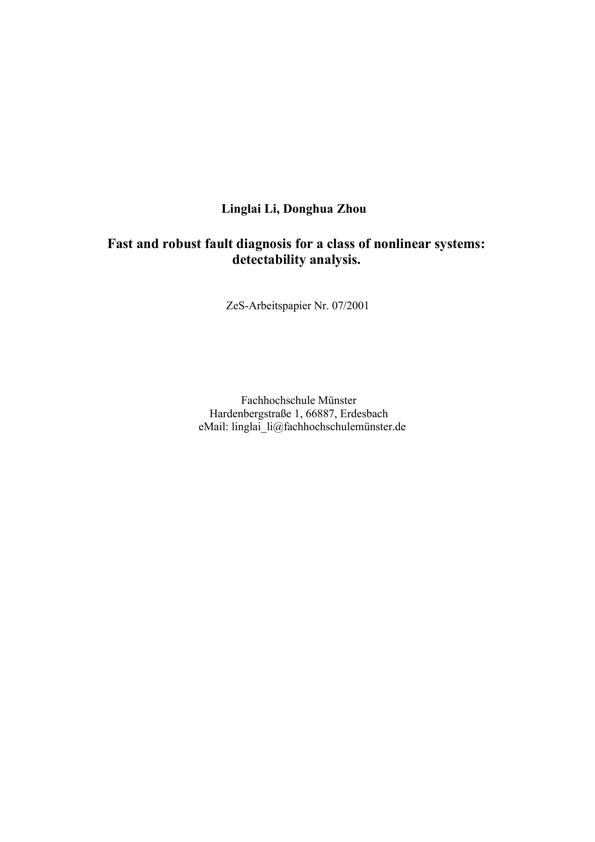 Linglai Li, Donghua Zhou
Fast and robust fault diagnosis for a class of nonlinear systems:
detectability analysis.
ZeS-Arbeitspapier Nr. 07/2001
Fachhochschule Münster
Hardenbergstraße 1, 66887, Erdesbach
eMail: linglai_li@fachhochschulemünster.de